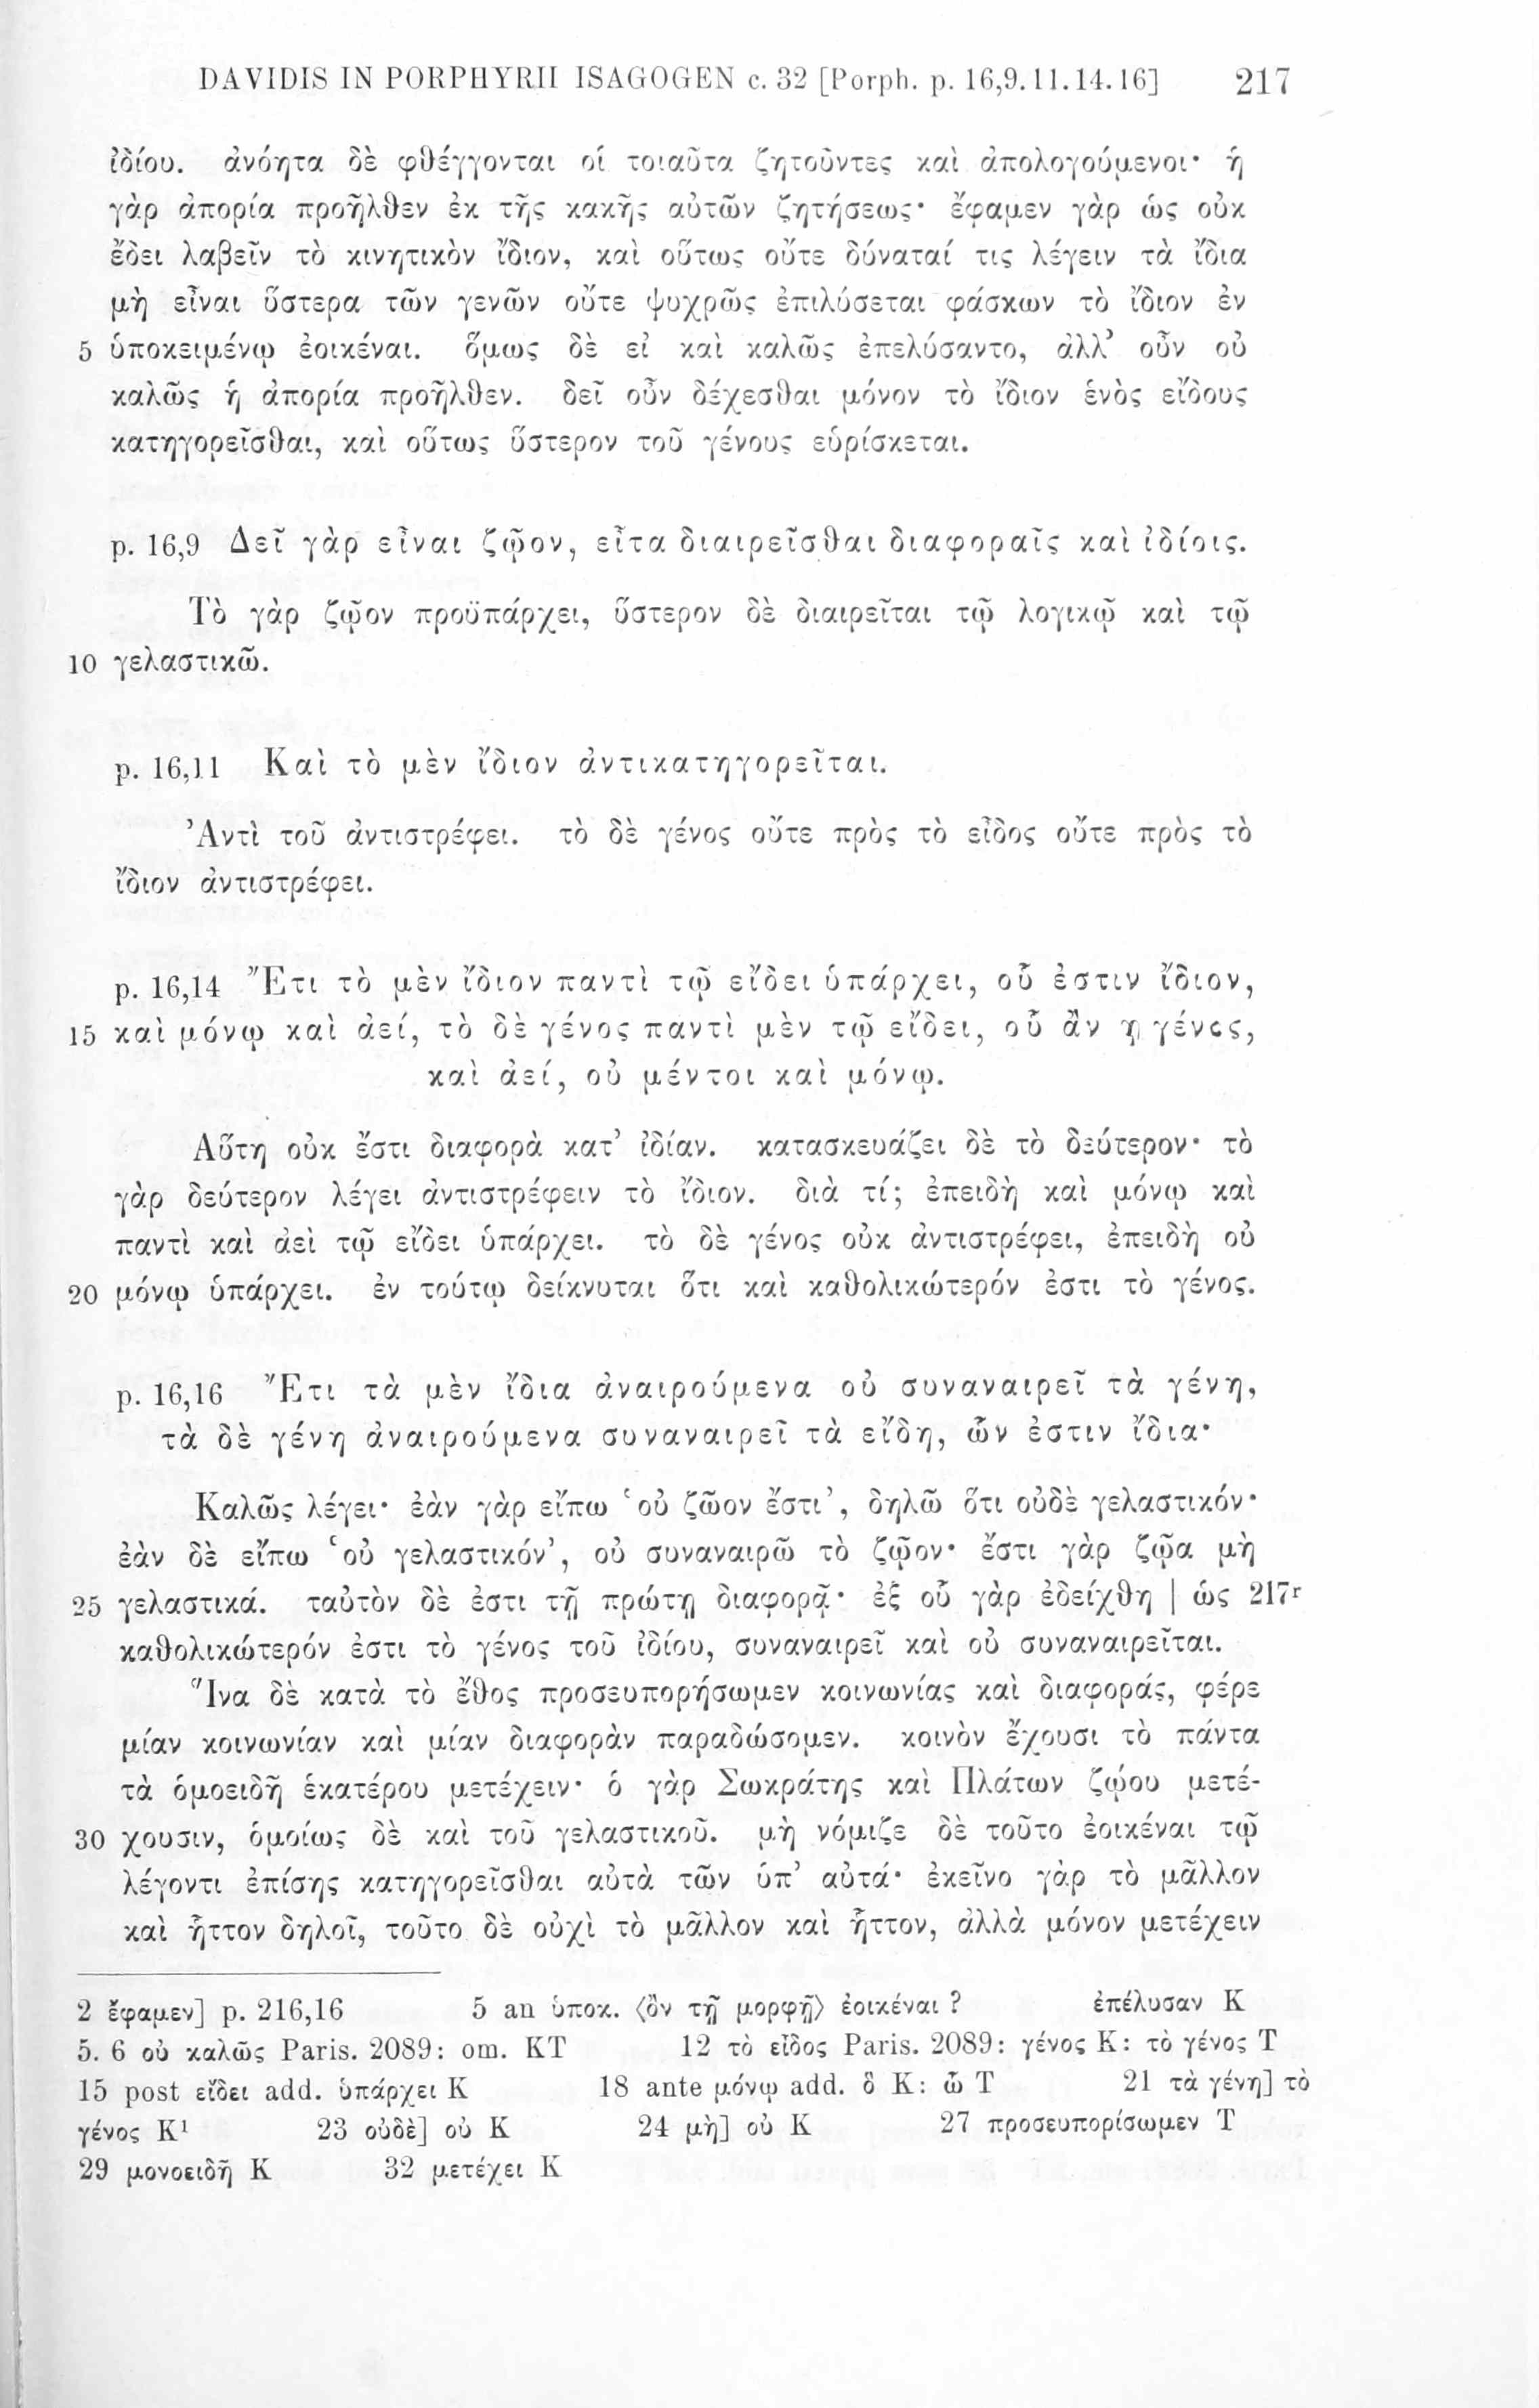 DAVIDIS IN PORPHYRII ISAGOGEN c. 32 [Porph. p. 16,9.11.14.16] 217
ἰδίου. ἀνόητα δὲ φθέγγονται οἱ τοιαῦτα ζητοῦντες καὶ ἀπολογούμενοι· ἡ
γὰρ ἀπορία προῆλθεν ἐκ τῆς κακῆς αὐτῶν ζητήσεως· ἔφαμεν γὰρ ὡς οὐκ
ἔδει λαβεῖν τὸ κινητικὸν ἴδιον, καὶ οὕτως οὔτε δύναταί τις λέγειν τὰ ἴδια
μὴ εἶναι ὕστερα τῶν γενῶν οὔτε ψυχρῶς ἐπιλύσεται φάσκων τὸ ἴδιον ἐν
5 ὑποκειμένῳ ἐοικέναι. ὅμως δὲ εἰ καὶ καλῶς ἐπελύσαντο, ἀλλ’ οὖν οὐ
καλῶς ἡ ἀπορία προῆλθεν. δεῖ οὖν δέχεσθαι μόνον τὸ ἴδιον ἑνὸς εἴδους
κατηγορεῖσθαι, καὶ οὕτως ὕστερον τοῦ γένους εὑρίσκεται.
p. 16,9 Δεῖ γὰρ εἶναι ζῷον, εἶτα διαιρεῖσθαι διαφοραῖς καὶ ἰδίοις.
Τὸ γὰρ ζῷον προϋπάρχει, ὕστερον δὲ διαιρεῖται τῷ λογικῷ καὶ τῷ
10 γελαστικῶ.
p. 16,11 Καὶ τὸ μὲν ἴδιον ἀντικατηγορεῖται.
Ἀντὶ τοῦ ἀντιστρέφει. τὸ δὲ γένος οὔτε πρὸς τὸ εἶδος οὔτε πρὸς τὸ
ἴδιον ἀντιστρέφει.
p. 16,14 Ἔτι τὸ μὲν ἴδιον παντὶ τῷ εἴδει ὑπάρχει, οὗ ἐστιν ἴδιον,
15 καὶ μόνῳ καὶ ἀεί, τὸ δὲ γένος παντὶ μὲν τῷ εἴδει, οὗ ἂν ᾖ γένος,
καὶ ἀεί, οὐ μέντοι καὶ μόνῳ.
Αὕτη οὐκ ἔστι διαφορὰ κατ’ ἰδίαν. κατασκευάζει δὲ τὸ δεύτερον· τὸ
γὰρ δεύτερον λέγει ἀντιστρέφειν τὸ ἴδιον. διὰ τί; ἐπειδὴ καὶ μόνῳ καὶ
παντὶ καὶ ἀεὶ τῷ εἴδει ὑπάρχει. τὸ δὲ γένος οὐκ ἀντιστρέφει, ἐπειδὴ οὐ
20 μόνῳ ὑπάρχει. ἐν τούτῳ δείκνυται ὅτι καὶ καθολικώτερόν ἐστι τὸ γένος.
p. 16,16 Ἔτι τὰ μὲν ἴδια ἀναιρούμενα οὐ συναναιρεῖ τὰ γένη,
τὰ δὲ γένη ἀναιρούμενα συναναιρεῖ τὰ εἴδη, ὧν ἐστιν ἴδια·
Καλῶς λέγει· ἐὰν γὰρ εἴπω ‘οὐ ζῶον ἔστι’, δηλῶ ὅτι οὐδὲ γελαστικόν·
ἐὰν δὲ εἴπω ‘οὐ γελαστικόν’, οὐ συναναιρῶ τὸ ζῷον· ἔστι γὰρ ζῷα μὴ
25 γελαστικά. ταὐτὸν δὲ ἐστι τῇ πρώτῃ διαφορᾷ· ἐξ οὗ γὰρ ἐδείχθη | ὡς 217r
καθολικώτερόν ἐστι τὸ γένος τοῦ ἰδίου, συναναιρεῖ καὶ οὐ συναναιρεῖται.
Ἵνα δὲ κατὰ τὸ ἔθος προσευπορήσωμεν κοινωνίας καὶ διαφοράς, φέρε
μίαν κοινωνίαν καὶ μίαν διαφορὰν παραδώσομεν. κοινὸν ἔχουσι τὸ πάντα
τὰ ὁμοειδῆ ἑκατέρου μετέχειν· ὁ γὰρ Σωκράτης καὶ Πλάτων ζῴου μετέ-
30 χουσιν, ὁμοίως δὲ καὶ τοῦ γελαστικοῦ. μὴ νόμιζε δὲ τοῦτο ἐοικέναι τῷ
λέγοντι ἐπίσης κατηγορεῖσθαι αὐτὰ τῶν ὑπ’ αὐτά· ἐκεῖνο γὰρ τὸ μᾶλλον
καὶ ἧττον δηλοῖ, τοῦτο δὲ οὐχὶ τὸ μᾶλλον καὶ ἧττον, ἀλλὰ μόνον μετέχειν
2 ἔφαμεν] p. 216,16 5 an ὑποκ. ⟨ὂν τῇ μορφῇ⟩ ἐοικέναι ? ἐπέλυσαν K
5. 6 οὐ καλῶς Paris. 2089: om. KT 12 τὸ εἶδος Paris. 2089: γένος K: τὸ γένος T
15 post εἴδει add. ὑπάρχει K 18 ante μόνῳ add. ὃ K: ᾧ T 21 τὰ γένη] τὸ
γένος K¹ 23 οὐδὲ] οὐ K 24 μὴ] οὐ K 27 προσευπορίσωμεν T
29 μονοειδῆ K 32 μετέχει K